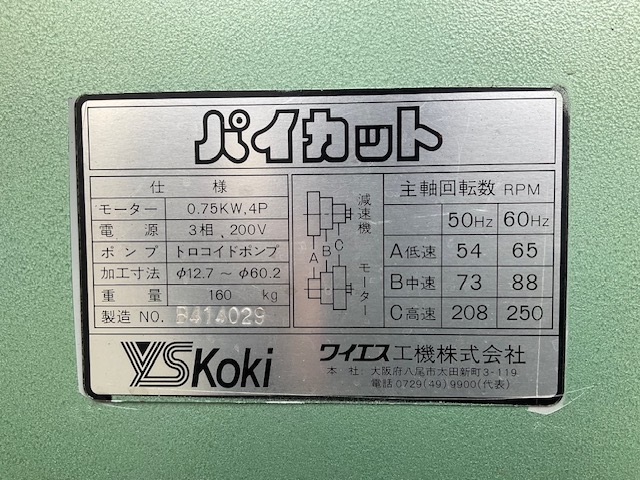 パイカット
仕様
モーター 0.75KW,4P
電源 3相, 200V
ポンプ トロコイドポンプ
加工寸法 φ12.7 ～ φ60.2
重量 160 kg
製造 NO. B414029
減速機
A B C
モーター
主軸回転数 RPM
50Hz 60Hz
A低速 54 65
B中速 73 88
C高速 208 250
YS Koki
ワイエス工機株式会社
本社: 大阪府八尾市太田新町3-119
電話 0729(49)9900(代表)